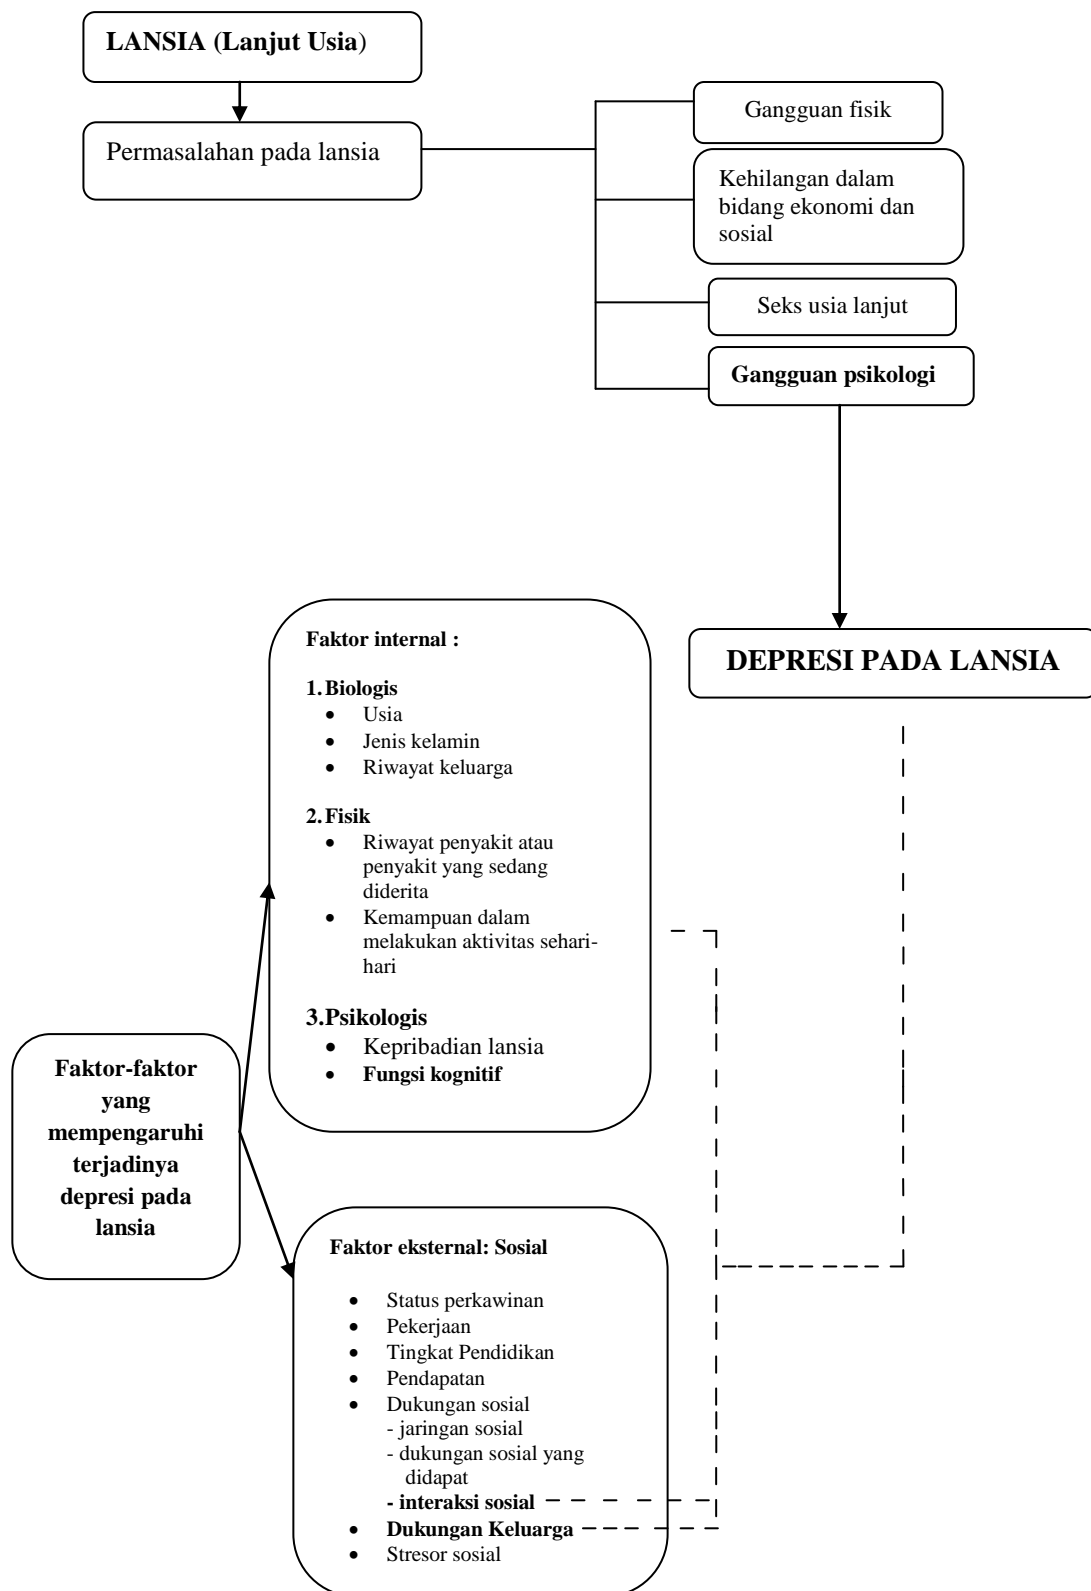 LANSIA (Lanjut Usia)
Permasalahan pada lansia
Gangguan fisik
Kehilangan dalam
bidang ekonomi dan
sosial
Seks usia lanjut
Gangguan psikologi
DEPRESI PADA LANSIA
Faktor internal :
1. Biologis
• Usia
• Jenis kelamin
• Riwayat keluarga
2. Fisik
• Riwayat penyakit atau
penyakit yang sedang
diderita
• Kemampuan dalam
melakukan aktivitas sehari-
hari
3.Psikologis
• Kepribadian lansia
• Fungsi kognitif
Faktor-faktor
yang
mempengaruhi
terjadinya
depresi pada
lansia
Faktor eksternal: Sosial
• Status perkawinan
• Pekerjaan
• Tingkat Pendidikan
• Pendapatan
• Dukungan sosial
- jaringan sosial
- dukungan sosial yang
didapat
- interaksi sosial
• Dukungan Keluarga
• Stresor sosial